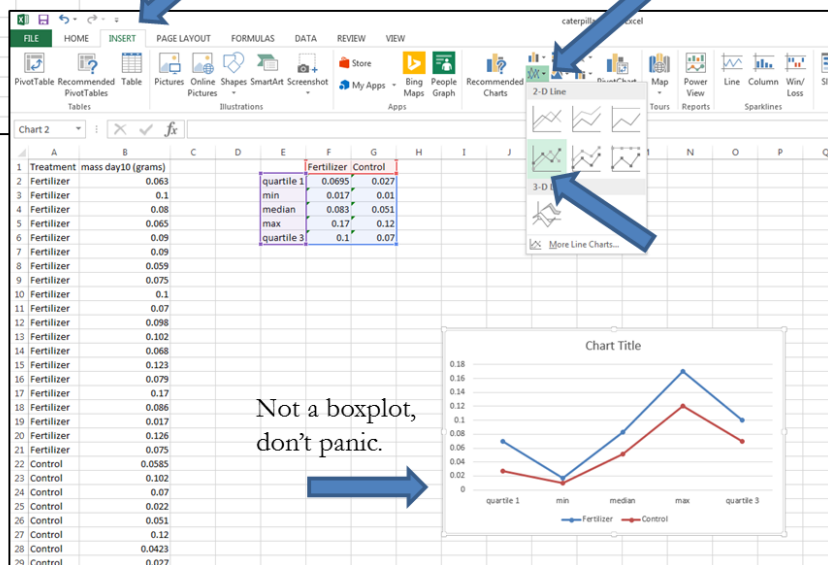 caterpilla
cel
FILE HOME INSERT PAGE LAYOUT FORMULAS DATA REVIEW VIEW
PivotTable Recommended PivotTables Table
Tables
Pictures Online Pictures Shapes SmartArt Screenshot
Illustrations
Store
My Apps
Bing Maps People Graph
Apps
Recommended Charts
PivotChart
Map
Tours
Power View
Reports
Line Column Win/Loss
Sparklines
2-D Line
3-D
More Line Charts...
Chart 2
fx
A B C D E F G H I J N O P Q
1 Treatment mass day10 (grams) Fertilizer Control
2 Fertilizer 0.063 quartile 1 0.0695 0.027
3 Fertilizer 0.1 min 0.017 0.01
4 Fertilizer 0.08 median 0.083 0.051
5 Fertilizer 0.065 max 0.17 0.12
6 Fertilizer 0.09 quartile 3 0.1 0.07
7 Fertilizer 0.09
8 Fertilizer 0.059
9 Fertilizer 0.075
10 Fertilizer 0.1
11 Fertilizer 0.07
12 Fertilizer 0.098
13 Fertilizer 0.102
14 Fertilizer 0.068
15 Fertilizer 0.123
16 Fertilizer 0.079
17 Fertilizer 0.17
18 Fertilizer 0.086
19 Fertilizer 0.017
20 Fertilizer 0.126
21 Fertilizer 0.075
22 Control 0.0585
23 Control 0.102
24 Control 0.07
25 Control 0.022
26 Control 0.051
27 Control 0.12
28 Control 0.0423
29 Control 0.027
Not a boxplot,
don't panic.
Chart Title
0.18
0.16
0.14
0.12
0.1
0.08
0.06
0.04
0.02
0
quartile 1 min median max quartile 3
Fertilizer Control